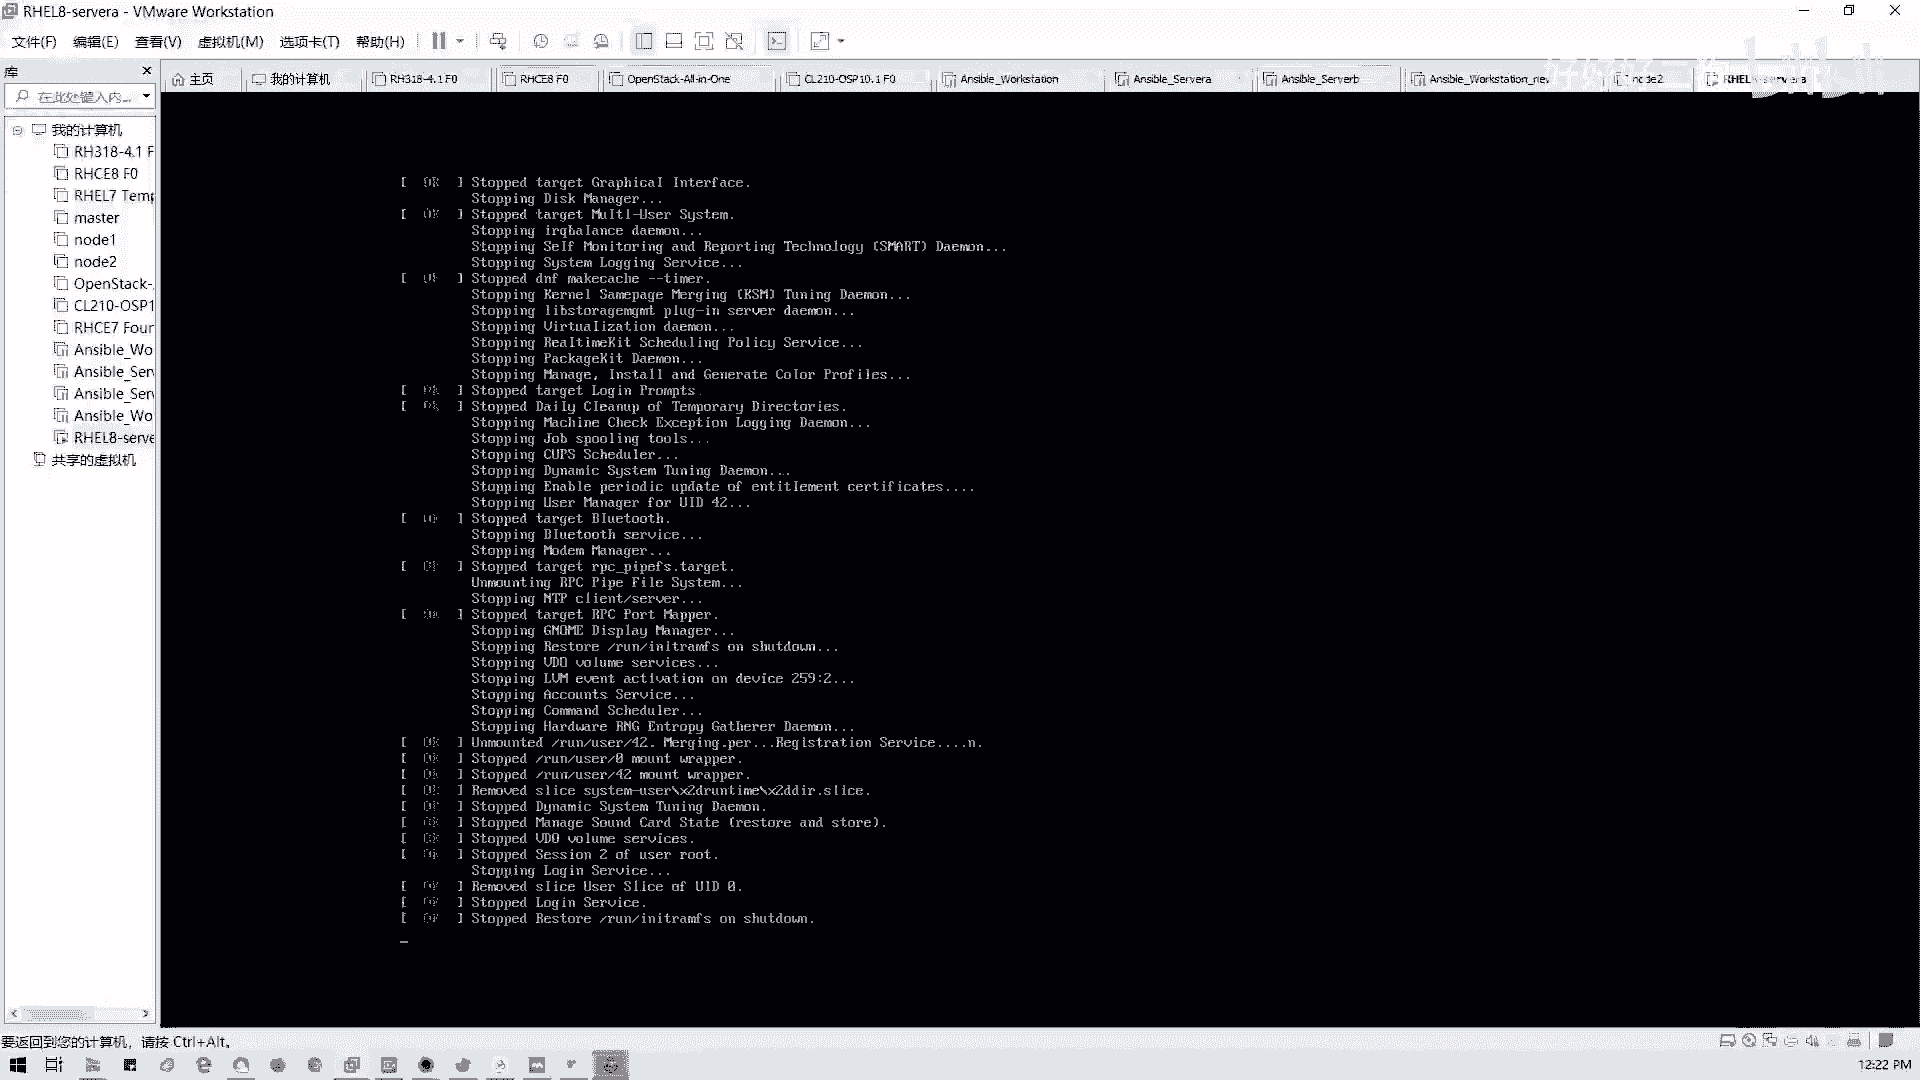 RHEL8-servera - VMware Workstation
文件(F) 编辑(E) 查看(V) 虚拟机(M) 选项卡(T) 帮助(H)
库
在此处键入内...
主页
我的计算机
RH318-4.1 F0
RHCE8 F0
OpenStack-All-in-One
CL210-OSP10.1 F0
Ansible_Workstation
Ansible_Servera
Ansible_Serverb
Ansible_Workstation_new
node2
RHEL8-servera
我的计算机
RH318-4.1 F
RHCE8 F0
RHEL7 Temp
master
node1
node2
OpenStack-
CL210-OSP1
RHCE7 Four
Ansible_Wo
Ansible_Serv
Ansible_Serv
Ansible_Wo
RHEL8-serve
共享的虚拟机
[ OK ] Stopped target Graphical Interface.
Stopping Disk Manager...
[ OK ] Stopped target Multi-User System.
Stopping irqbalance daemon...
Stopping Self Monitoring and Reporting Technology (SMART) Daemon...
Stopping System Logging Service...
[ OK ] Stopped dnf makecache --timer.
Stopping Kernel Samepage Merging (KSM) Tuning Daemon...
Stopping libstoragemgmt plug-in server daemon...
Stopping Virtualization daemon...
Stopping RealtimeKit Scheduling Policy Service...
Stopping PackageKit Daemon...
Stopping Manage, Install and Generate Color Profiles...
[ OK ] Stopped target Login Prompts.
[ OK ] Stopped Daily Cleanup of Temporary Directories.
Stopping Machine Check Exception Logging Daemon...
Stopping Job spooling tools...
Stopping CUPS Scheduler...
Stopping Dynamic System Tuning Daemon...
Stopping Enable periodic update of entitlement certificates....
Stopping User Manager for UID 42...
[ OK ] Stopped target Bluetooth.
Stopping Bluetooth service...
Stopping Modem Manager...
[ OK ] Stopped target rpc_pipefs.target.
Unmounting RPC Pipe File System...
Stopping NTP client/server...
[ OK ] Stopped target RPC Port Mapper.
Stopping GNOME Display Manager...
Stopping Restore /run/initramfs on shutdown...
Stopping VDO volume services...
Stopping LVM event activation on device 259:2...
Stopping Accounts Service...
Stopping Command Scheduler...
Stopping Hardware RNG Entropy Gatherer Daemon...
[ OK ] Unmounted /run/user/42. Merging.per...Registration Service....n.
[ OK ] Stopped /run/user/0 mount wrapper.
[ OK ] Stopped /run/user/42 mount wrapper.
[ OK ] Removed slice system-user\x2druntime\x2ddir.slice.
[ OK ] Stopped Dynamic System Tuning Daemon.
[ OK ] Stopped Manage Sound Card State (restore and store).
[ OK ] Stopped VDO volume services.
[ OK ] Stopped Session 2 of user root.
Stopping Login Service...
[ OK ] Removed slice User Slice of UID 0.
[ OK ] Stopped Login Service.
[ OK ] Stopped Restore /run/initramfs on shutdown.
要返回到您的计算机，请按 Ctrl+Alt。
12:22 PM